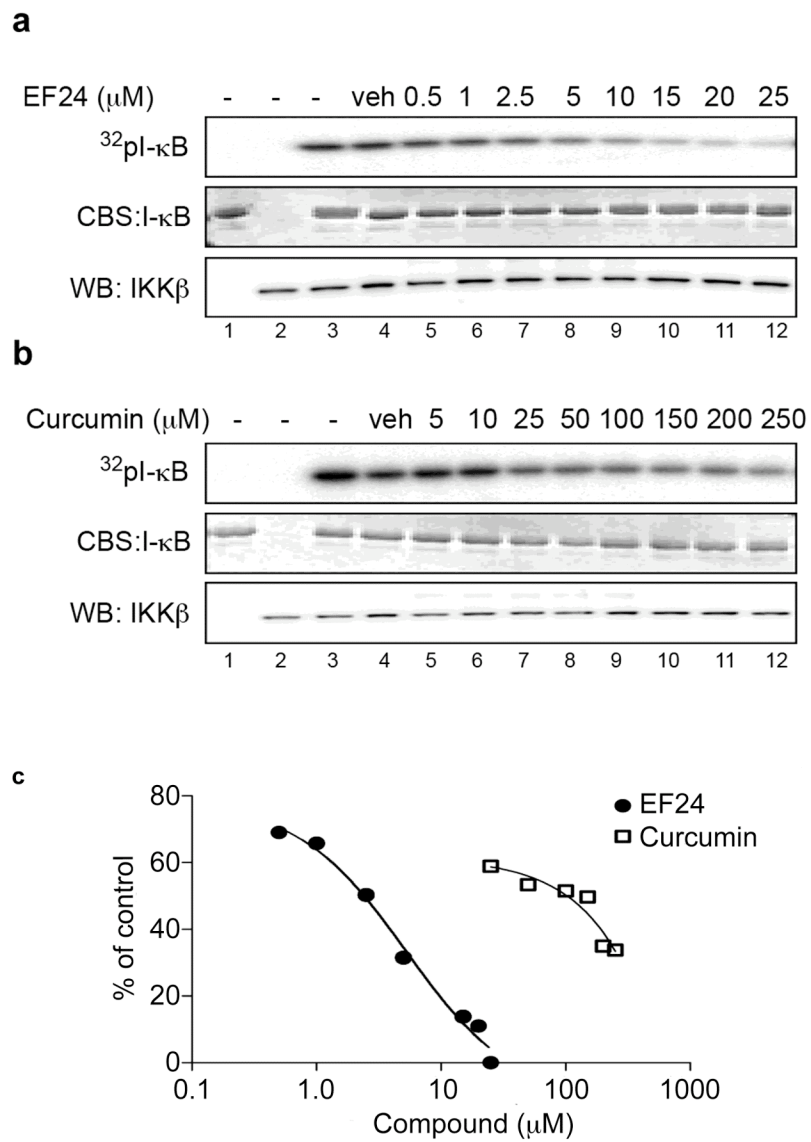 a
EF24 (μM) - - - veh 0.5 1 2.5 5 10 15 20 25
³²pI-κB
CBS:I-κB
WB: IKKβ
1 2 3 4 5 6 7 8 9 10 11 12
b
Curcumin (μM) - - - veh 5 10 25 50 100 150 200 250
³²pI-κB
CBS:I-κB
WB: IKKβ
1 2 3 4 5 6 7 8 9 10 11 12
c
80
60
40
20
0
% of control
EF24
Curcumin
0.1 1.0 10 100 1000
Compound (μM)